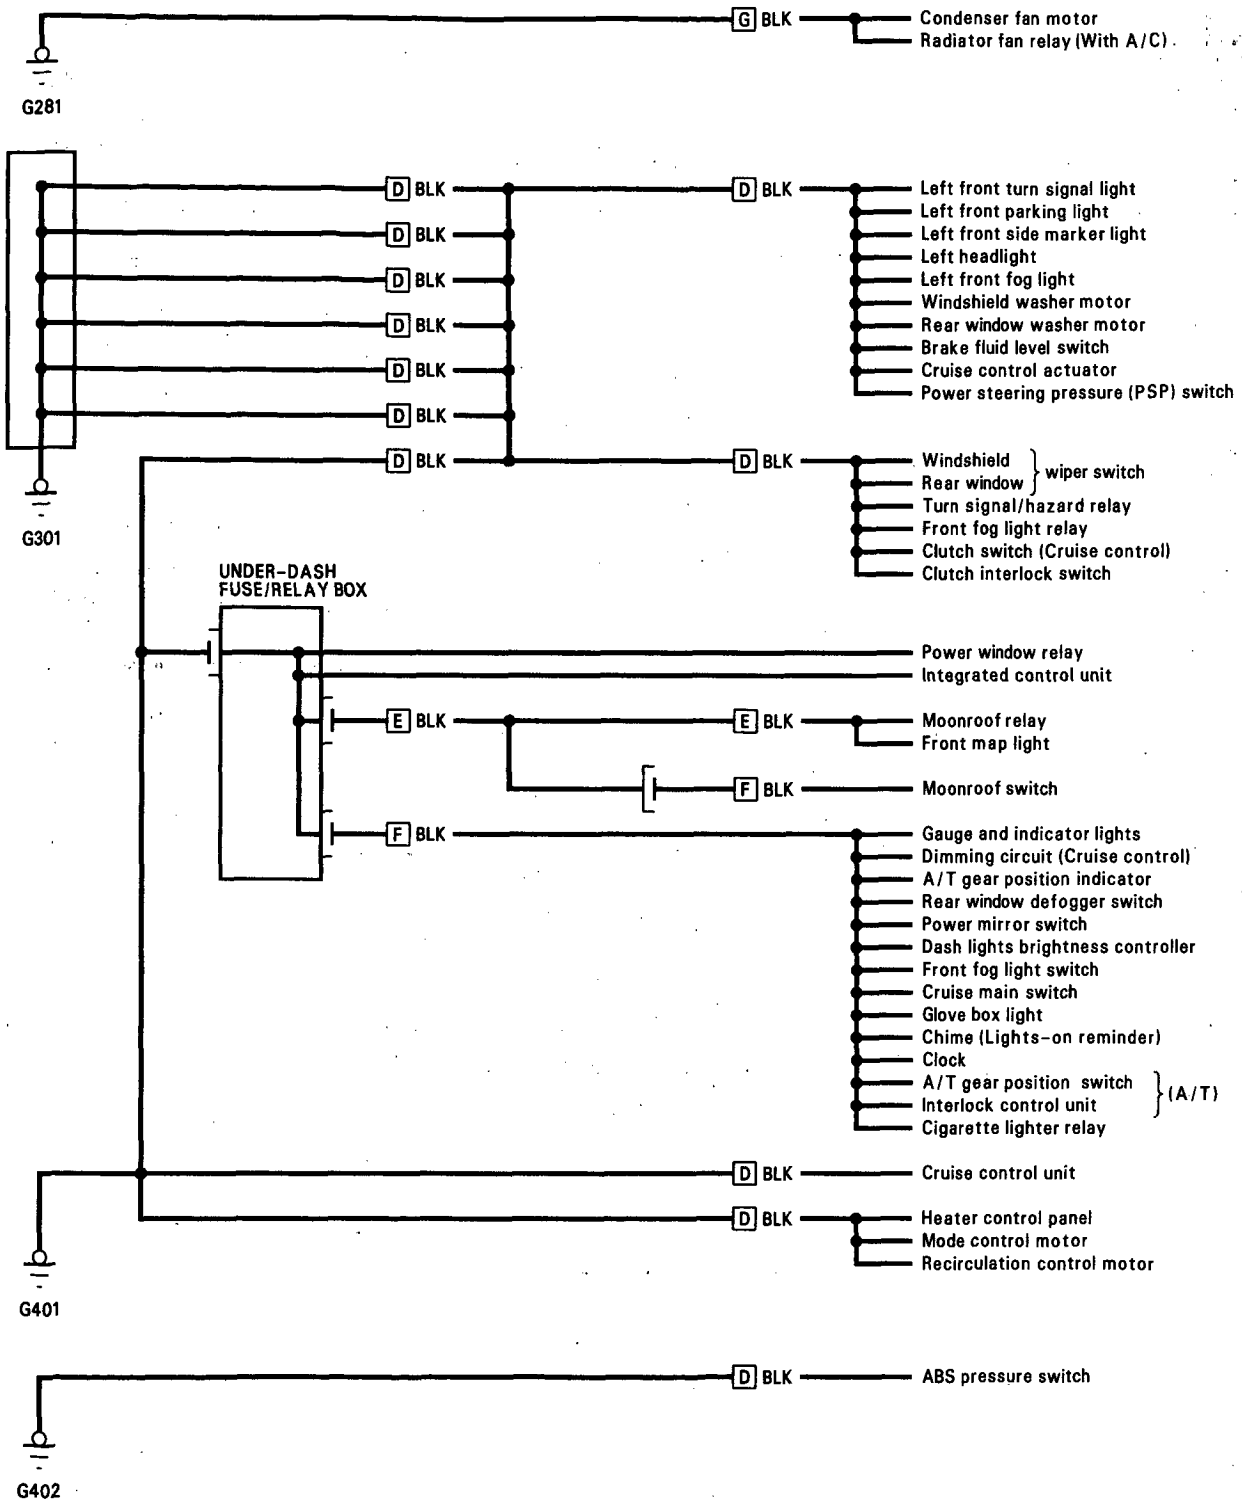 G BLK Condenser fan motor
Radiator fan relay (With A/C)
G281
D BLK D BLK Left front turn signal light
Left front parking light
D BLK Left front side marker light
Left headlight
D BLK Left front fog light
Windshield washer motor
D BLK Rear window washer motor
Brake fluid level switch
D BLK Cruise control actuator
Power steering pressure (PSP) switch
D BLK
D BLK D BLK Windshield
Rear window } wiper switch
Turn signal/hazard relay
G301
Front fog light relay
Clutch switch (Cruise control)
Clutch interlock switch
UNDER-DASH
FUSE/RELAY BOX
Power window relay
Integrated control unit
E BLK E BLK Moonroof relay
Front map light
F BLK Moonroof switch
F BLK Gauge and indicator lights
Dimming circuit (Cruise control)
A/T gear position indicator
Rear window defogger switch
Power mirror switch
Dash lights brightness controller
Front fog light switch
Cruise main switch
Glove box light
Chime (Lights-on reminder)
Clock
A/T gear position switch
Interlock control unit } (A/T)
Cigarette lighter relay
D BLK Cruise control unit
D BLK Heater control panel
Mode control motor
Recirculation control motor
G401
D BLK ABS pressure switch
G402